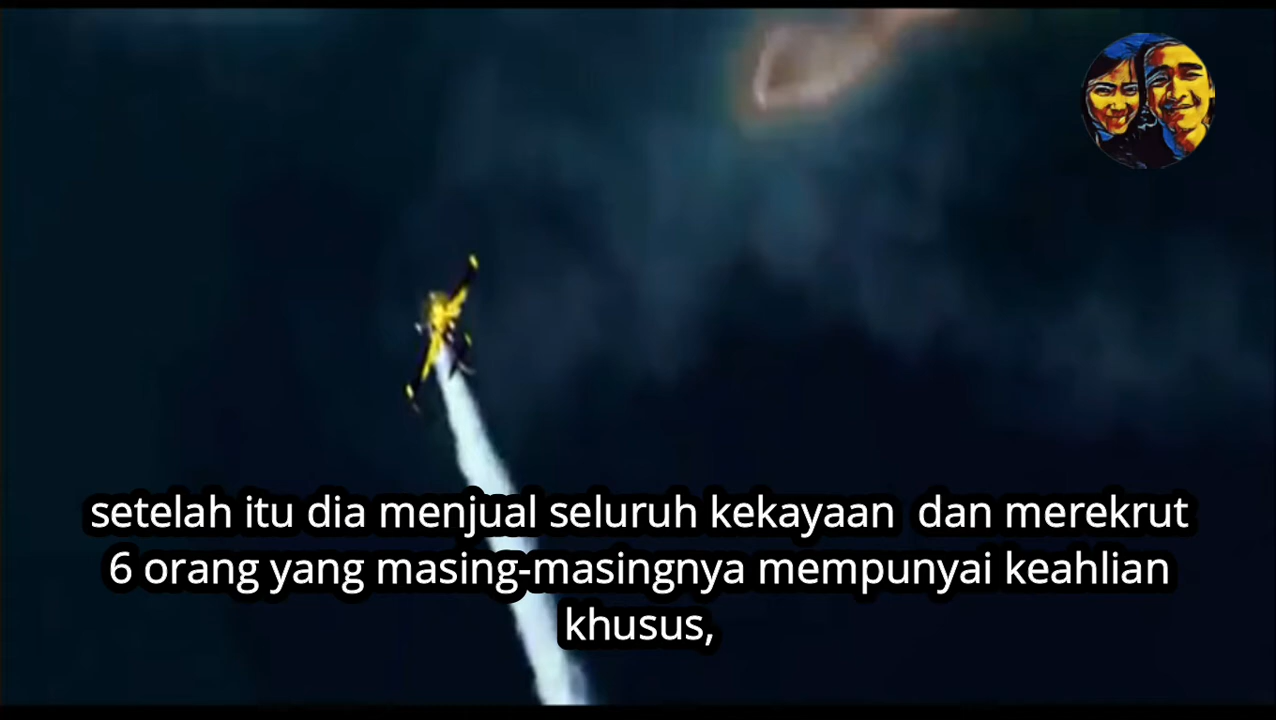 setelah itu dia menjual seluruh kekayaan  dan merekrut
6 orang yang masing-masingnya mempunyai keahlian
khusus,